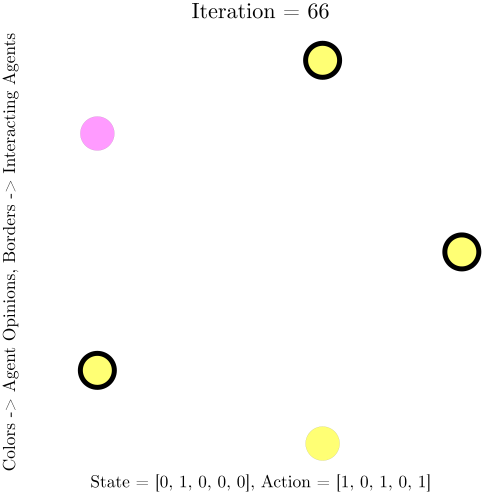 Iteration = 66
Colors -> Agent Opinions, Borders -> Interacting Agents
State = [0, 1, 0, 0, 0], Action = [1, 0, 1, 0, 1]